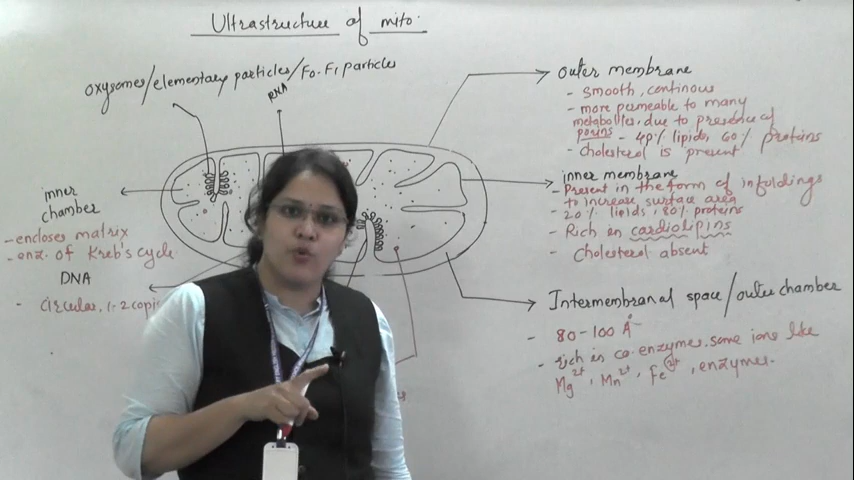 Ultrastructure of mito.
oxysomes/elementary particles/F0-F1 particles
RNA
outer membrane
- smooth, continous
- more permeable to many
metabolites, due to presence of
porins - 40% lipids, 60% proteins
- Cholesterol is present
inner membrane
- Present in the form of infoldings
to increase surface area
- 20% lipids, 80% proteins
- Rich in cardiolipins
- Cholesterol absent
Intermembranal space/outer chamber
- 80-100 Å
- rich in co. enzymes. some ions like
Mg2+, Mn2+, Fe3+, enzymes.
inner
chamber
- encloses matrix
- enz. of Kreb's cycle
DNA
- Circular, 1-2 copi